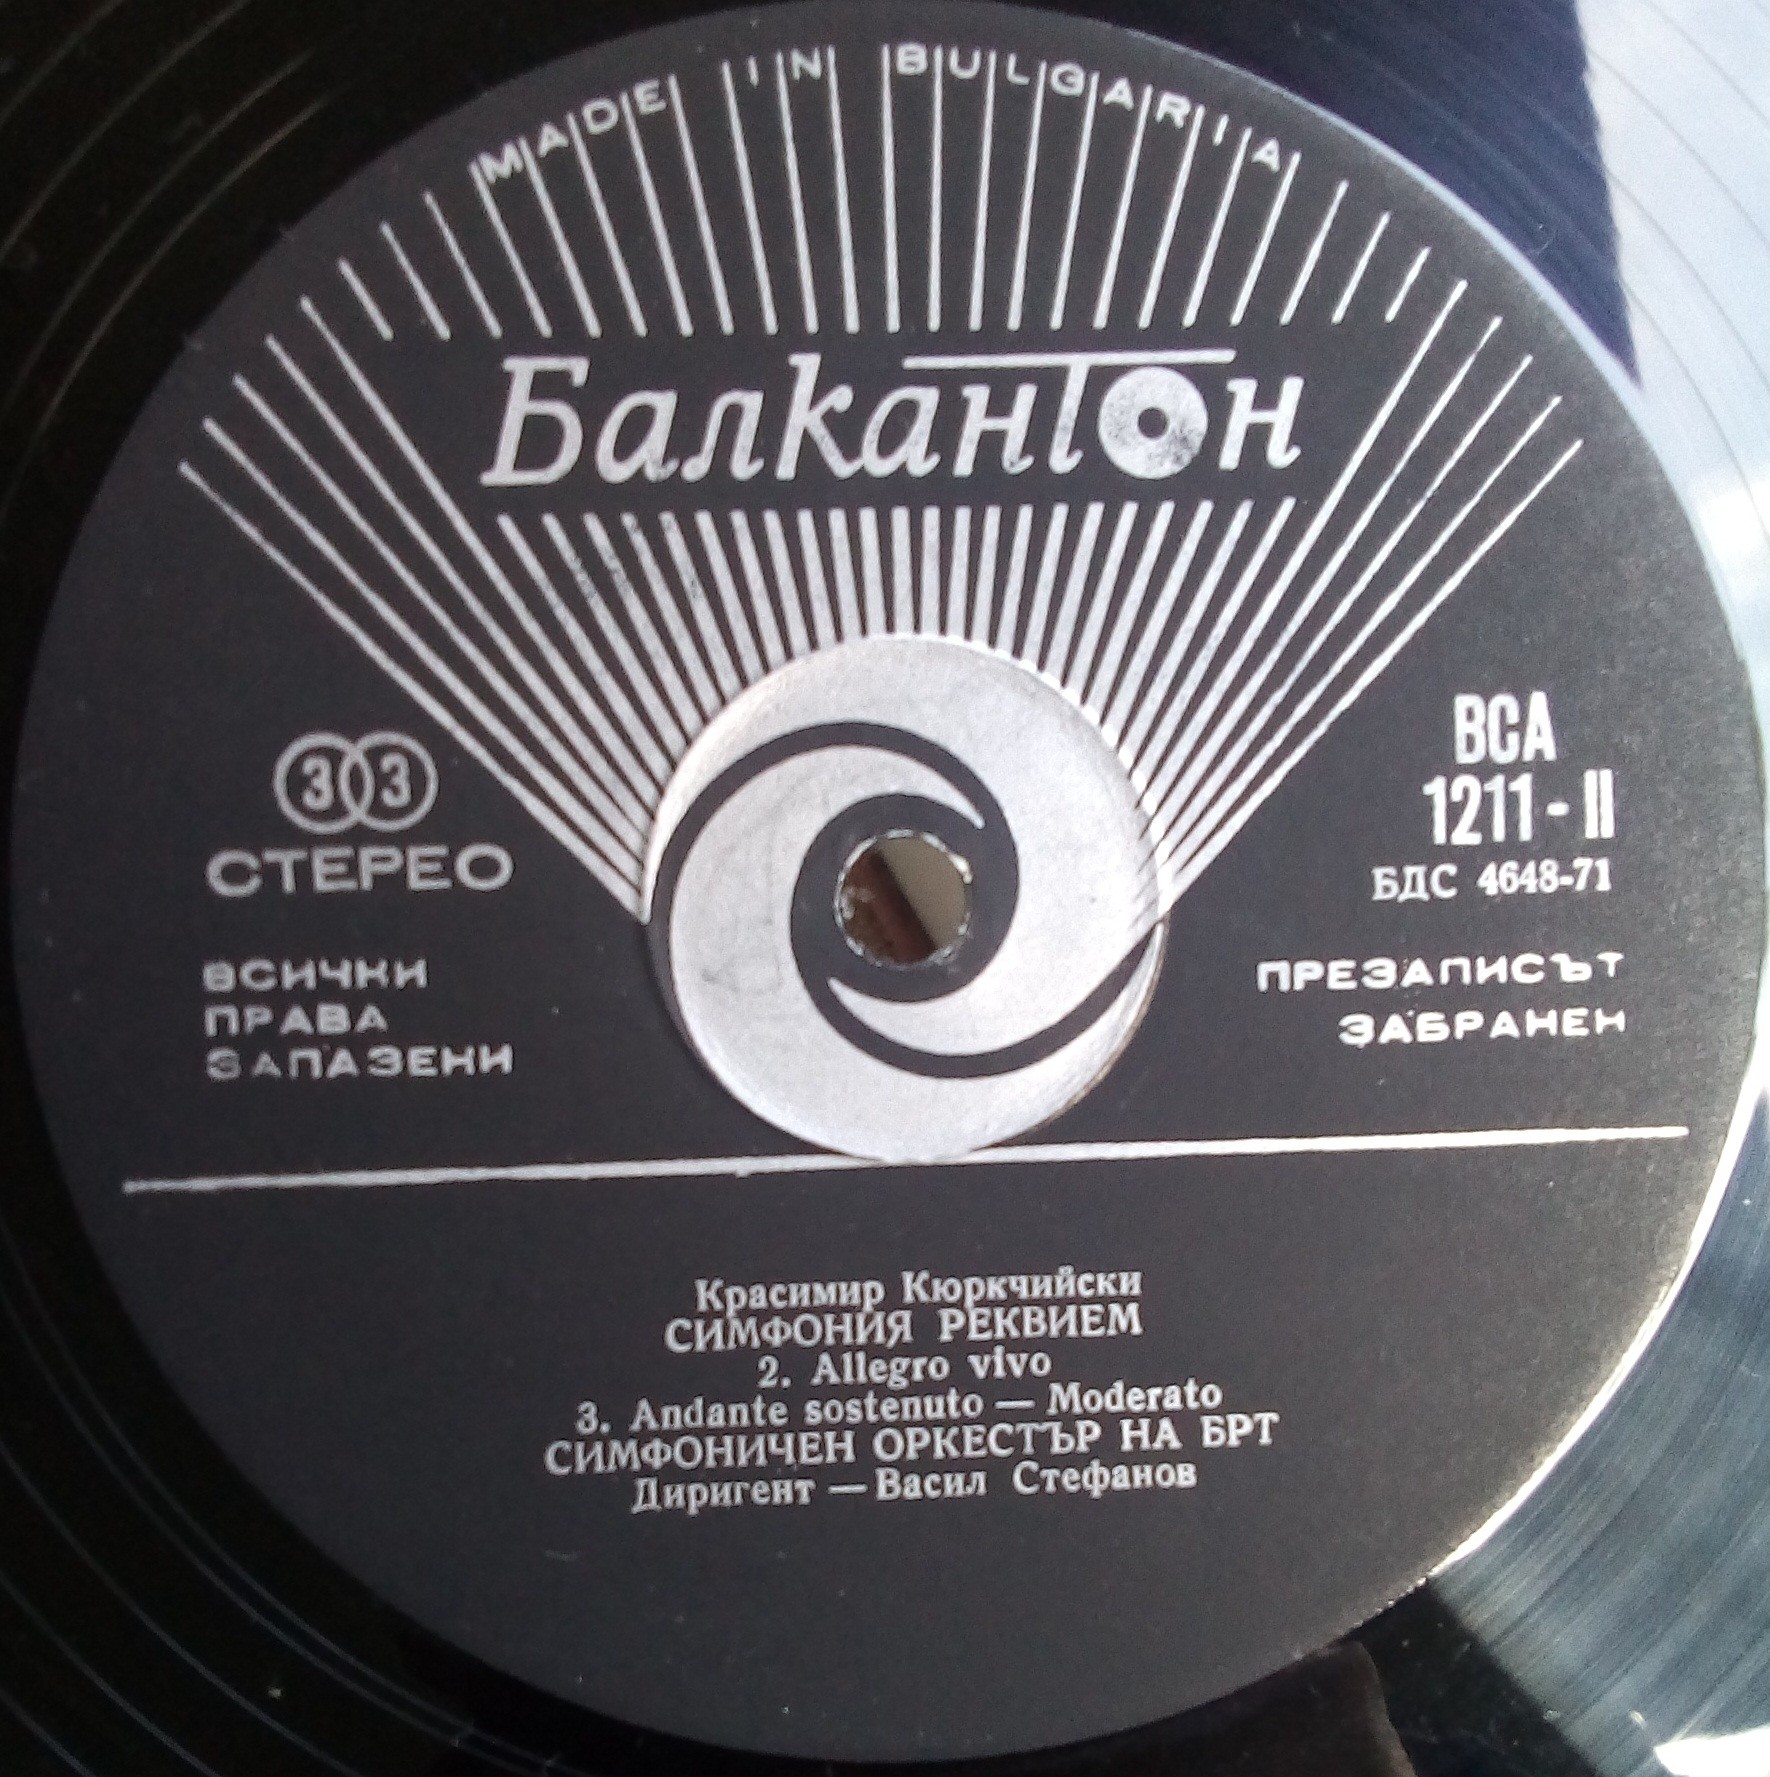 MADE IN BULGARIA
Балкантон
33
СТЕРЕО
ВСИЧКИ
ПРАВА
ЗАПАЗЕНИ
ВСА
1211 - II
БДС 4648-71
ПРЕЗАПИСЪТ
ЗАБРАНЕН
Красимир Кюркчийски
СИМФОНИЯ РЕКВИЕМ
2. Allegro vivo
3. Andante sostenuto — Moderato
СИМФОНИЧЕН ОРКЕСТЪР НА БРТ
Диригент — Васил Стефанов